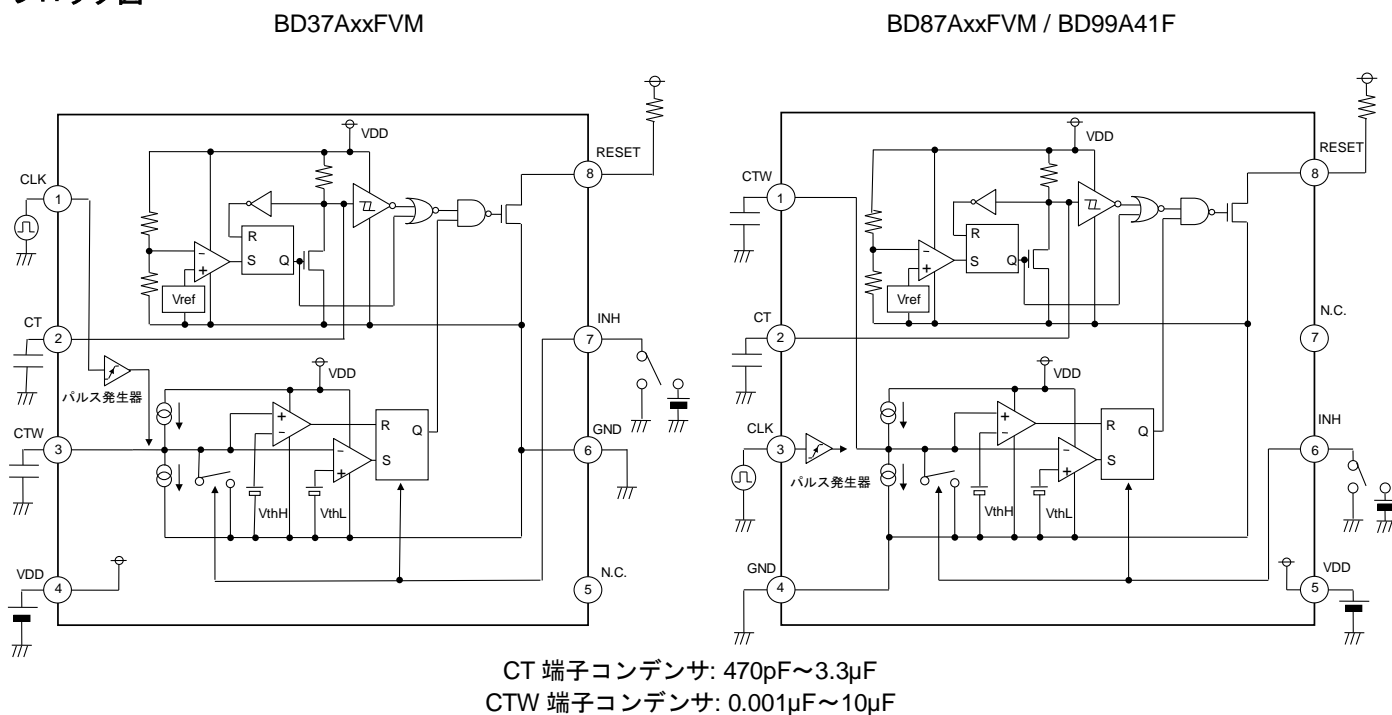 BD37AxxFVM
BD87AxxFVM / BD99A41F
VDD
RESET
8
CLK
1
R
S
Q
Vref
CT
2
INH
7
パルス発生器
VDD
CTW
3
R
Q
S
GND
6
VthH
VthL
VDD
4
N.C.
5
VDD
RESET
8
CTW
1
R
S
Q
Vref
CT
2
N.C.
7
VDD
CLK
3
パルス発生器
R
Q
S
INH
6
VthH
VthL
GND
4
VDD
5
CT 端子コンデンサ: 470pF~3.3µF
CTW 端子コンデンサ: 0.001µF~10µF